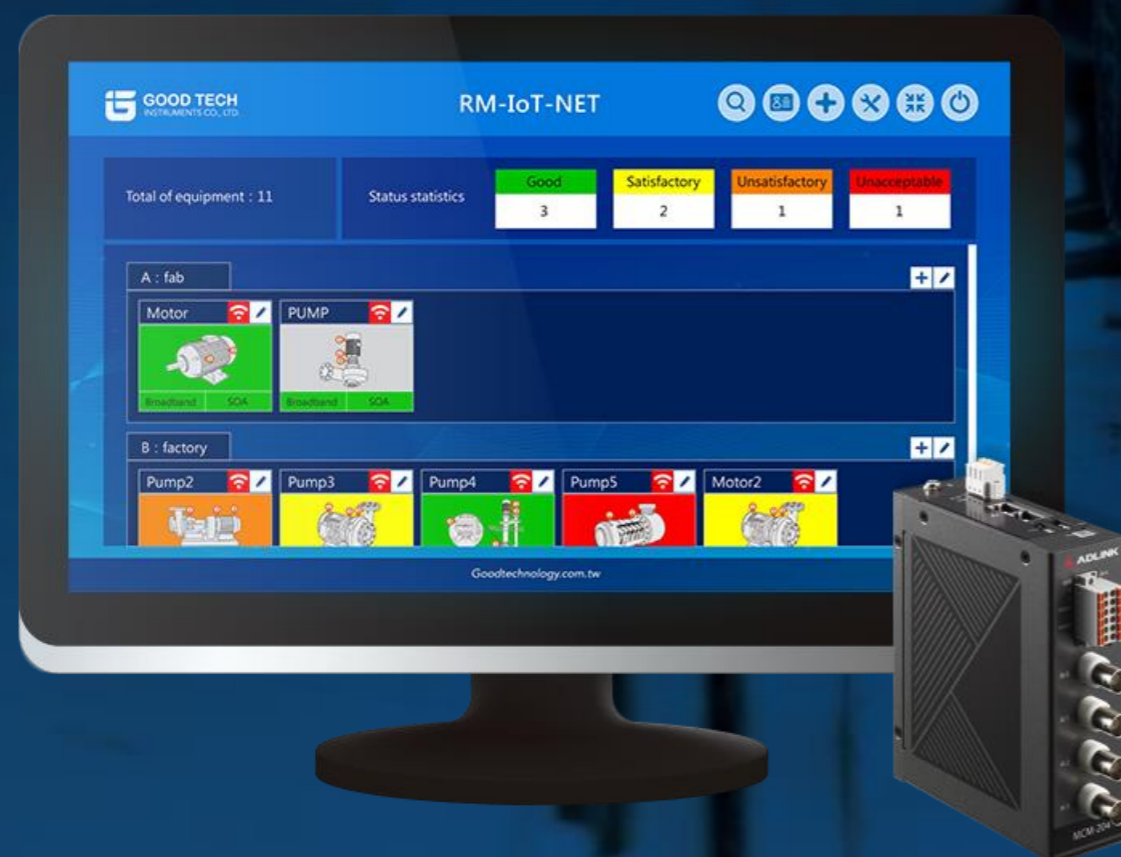 GOOD TECH
INSTRUMENTS CO., LTD.
RM-IoT-NET
Total of equipment : 11
Status statistics
Good
Satisfactory
Unsatisfactory
Unacceptable
3
2
1
1
A : fab
Motor
PUMP
Broadband
SOA
Broadband
SOA
B : factory
Pump2
Pump3
Pump4
Pump5
Motor2
Goodtechnology.com.tw
ADLINK
MCM-204